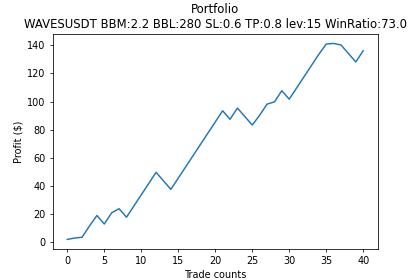 Portfolio
WAVESUSDT BBM:2.2 BBL:280 SL:0.6 TP:0.8 lev:15 WinRatio:73.0
140
120
100
80
60
40
20
0
Profit ($)
0 5 10 15 20 25 30 35 40
Trade counts